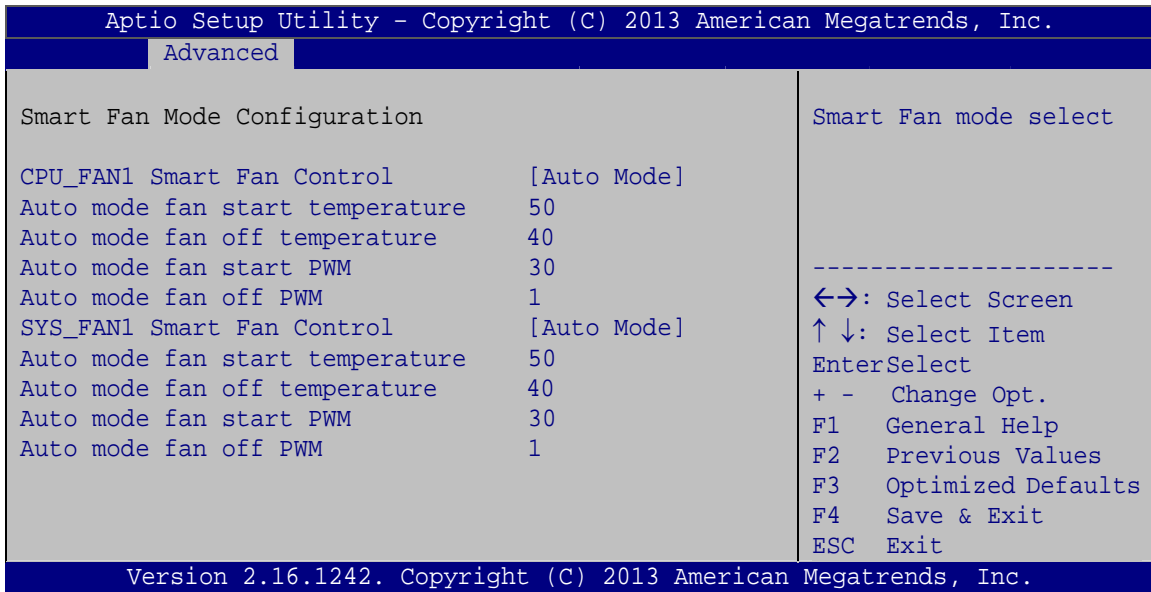 Aptio Setup Utility – Copyright (C) 2013 American Megatrends, Inc.
Advanced
Smart Fan Mode Configuration
CPU_FAN1 Smart Fan Control [Auto Mode]
Auto mode fan start temperature 50
Auto mode fan off temperature 40
Auto mode fan start PWM 30
Auto mode fan off PWM 1
SYS_FAN1 Smart Fan Control [Auto Mode]
Auto mode fan start temperature 50
Auto mode fan off temperature 40
Auto mode fan start PWM 30
Auto mode fan off PWM 1
Smart Fan mode select
---------------------
←→: Select Screen
↑ ↓: Select Item
EnterSelect
+ - Change Opt.
F1 General Help
F2 Previous Values
F3 Optimized Defaults
F4 Save & Exit
ESC Exit
Version 2.16.1242. Copyright (C) 2013 American Megatrends, Inc.